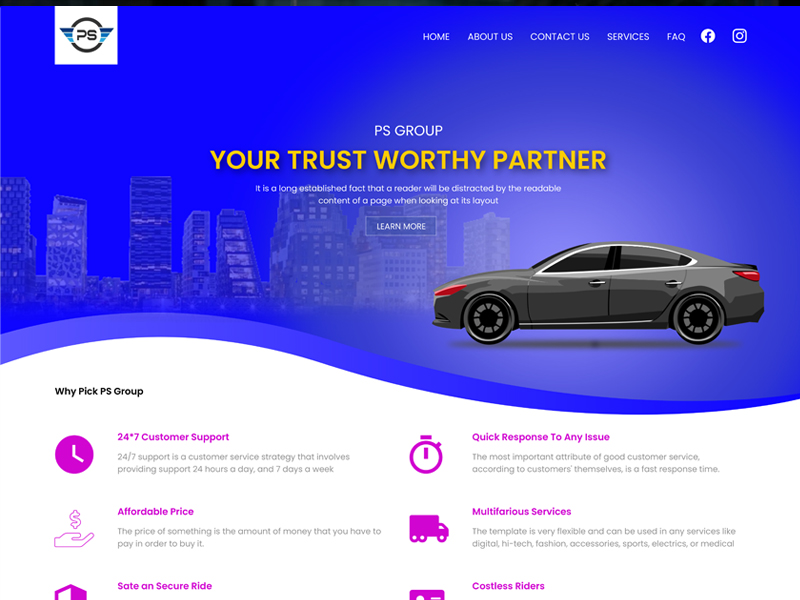 PS
HOME ABOUT US CONTACT US SERVICES FAQ
PS GROUP
YOUR TRUST WORTHY PARTNER
It is a long established fact that a reader will be distracted by the readable
content of a page when looking at its layout
LEARN MORE
Why Pick PS Group
24*7 Customer Support
24/7 support is a customer service strategy that involves
providing support 24 hours a day, and 7 days a week
Quick Response To Any Issue
The most important attribute of good customer service,
according to customers' themselves, is a fast response time.
Affordable Price
The price of something is the amount of money that you have to
pay in order to buy it.
Multifarious Services
The template is very flexible and can be used in any services like
digital, hi-tech, fashion, accessories, sports, electrics, or medical
Sate an Secure Ride
Costless Riders